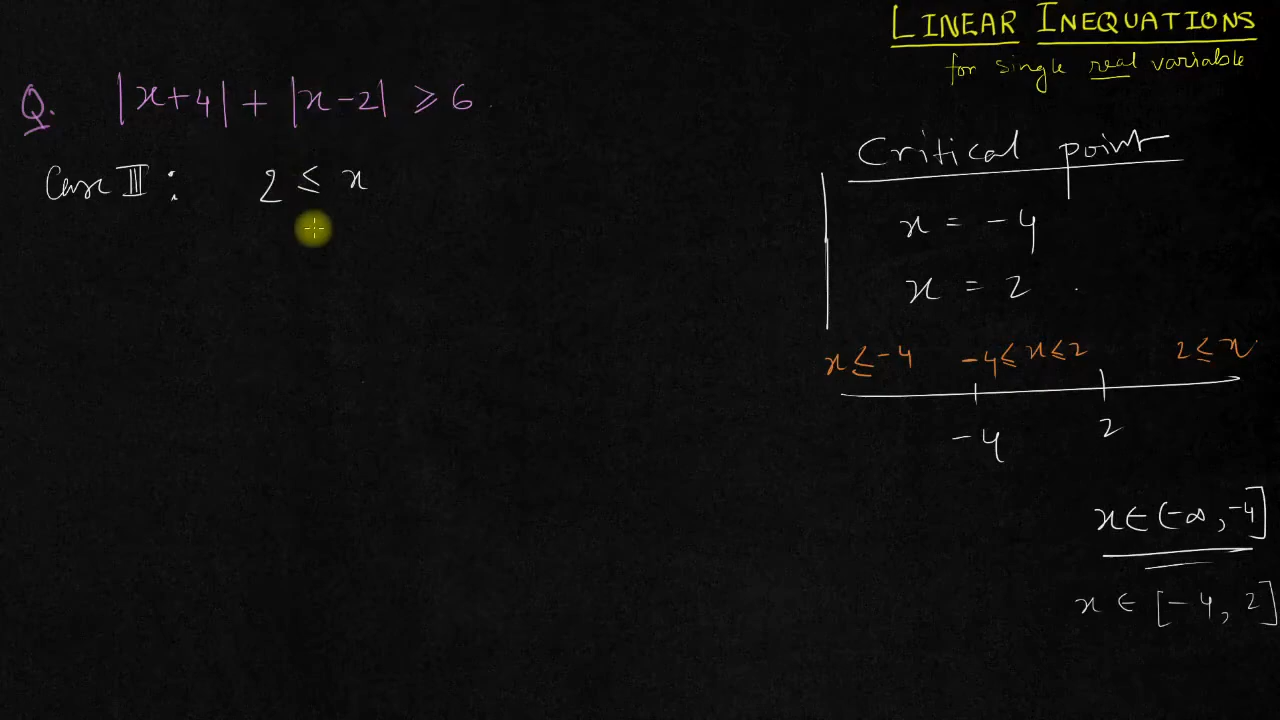 LINEAR INEQUATIONS
for single real variable
Q. |x+4| + |x-2| ≥ 6
Case III : 2 ≤ x
Critical point
x = -4
x = 2
x ≤ -4 -4 ≤ x ≤ 2 2 ≤ x
-4 2
x ∈ (-∞, -4]
x ∈ [-4, 2]